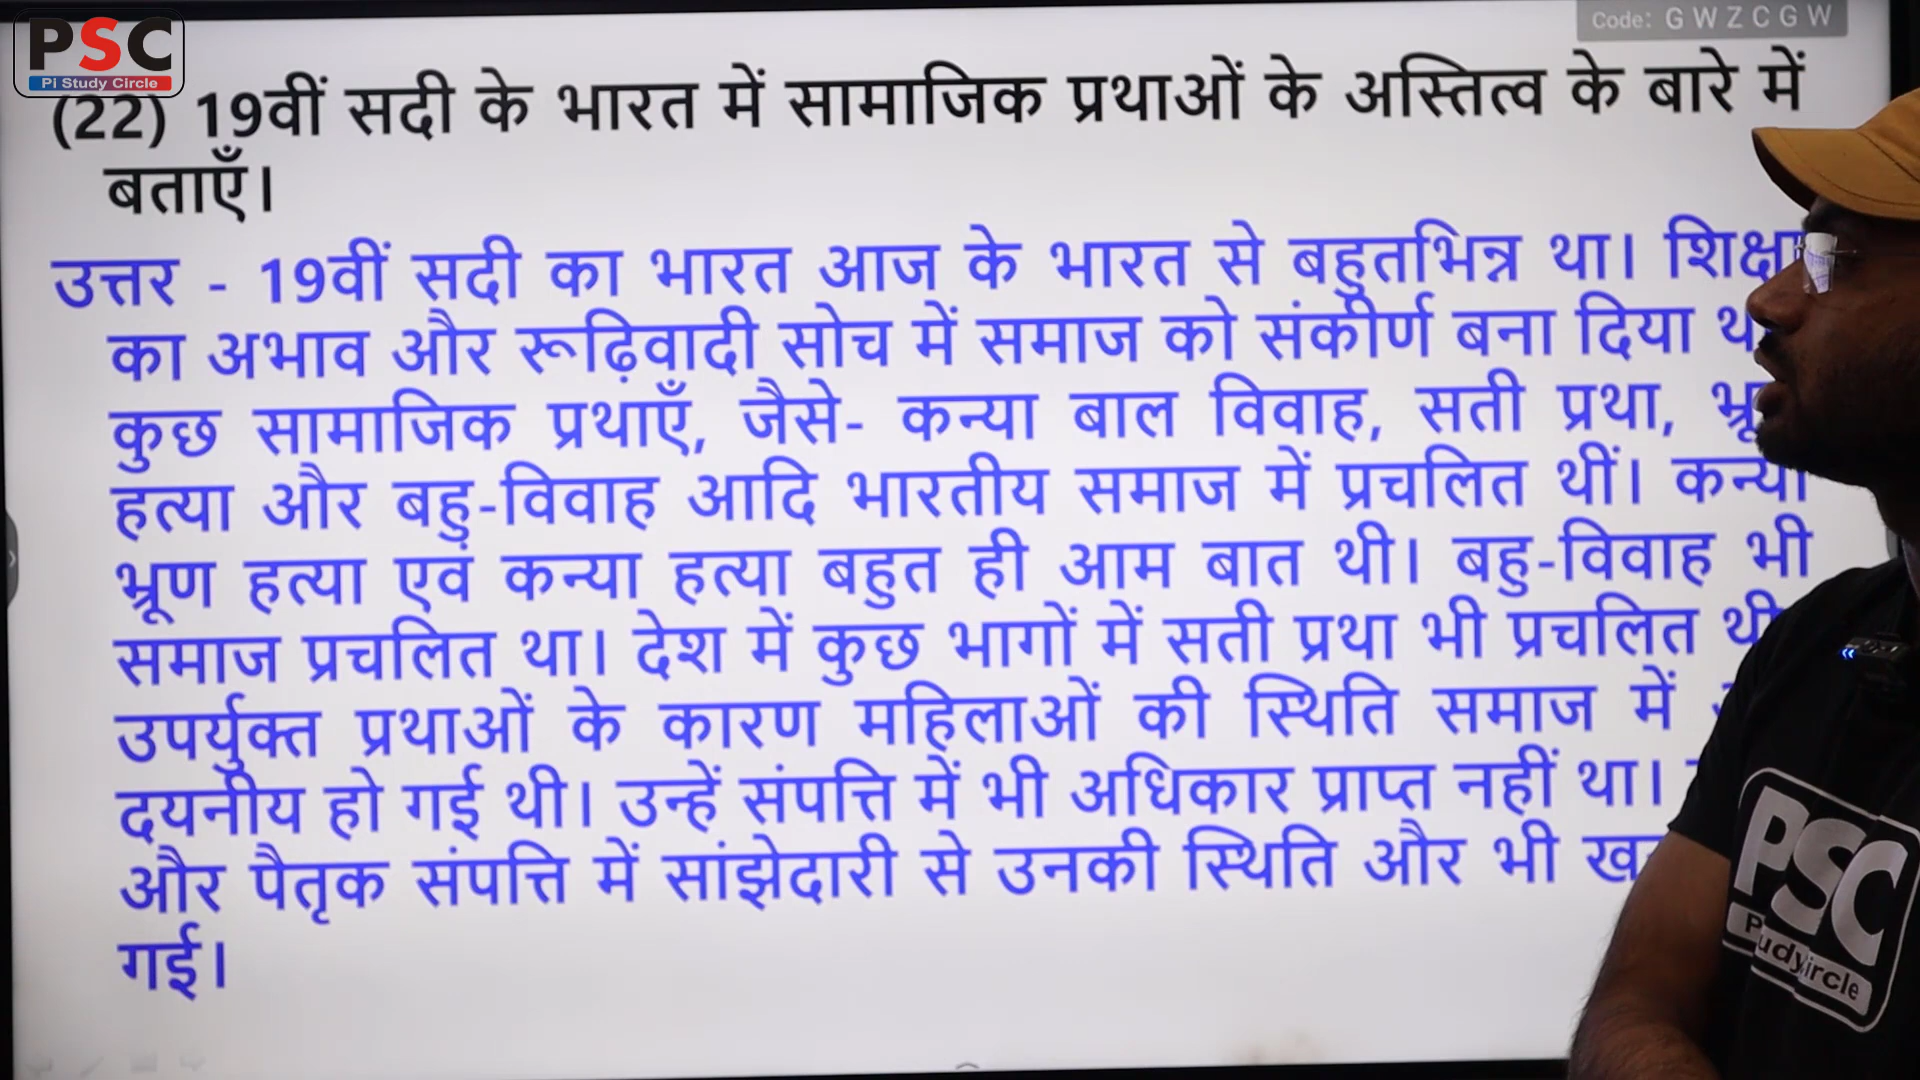 PSC
Pi Study Circle
Code: G W Z C G W
(22) 19वीं सदी के भारत में सामाजिक प्रथाओं के अस्तित्व के बारे में
बताएँ।
उत्तर - 19वीं सदी का भारत आज के भारत से बहुतभिन्न था। शिक्षा
का अभाव और रूढ़िवादी सोच में समाज को संकीर्ण बना दिया
कुछ सामाजिक प्रथाएँ, जैसे- कन्या बाल विवाह, सती प्रथा,
हत्या और बहु-विवाह आदि भारतीय समाज में प्रचलित थीं। कन्या
भ्रूण हत्या एवं कन्या हत्या बहुत ही आम बात थी। बहु-विवाह भी
समाज प्रचलित था। देश में कुछ भागों में सती प्रथा भी प्रचलित थी
उपर्युक्त प्रथाओं के कारण महिलाओं की स्थिति समाज में
दयनीय हो गई थी। उन्हें संपत्ति में भी अधिकार प्राप्त नहीं था।
और पैतृक संपत्ति में सांझेदारी से उनकी स्थिति और भी
गई।
PSC